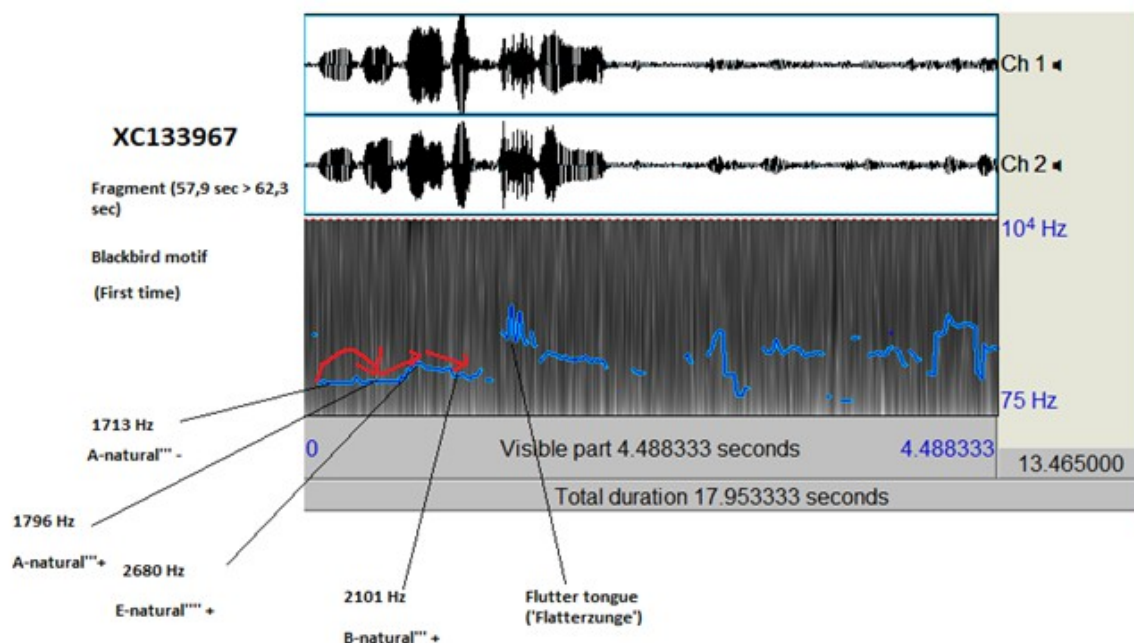 Ch 1
XC133967
Ch 2
Fragment (57,9 sec > 62,3
sec)
10⁴ Hz
Blackbird motif
(First time)
75 Hz
1713 Hz
A-natural''' -
0
Visible part 4.488333 seconds
4.488333
13.465000
Total duration 17.953333 seconds
1796 Hz
A-natural'''+
2680 Hz
E-natural'''' +
2101 Hz
B-natural''' +
Flutter tongue
('Flatterzunge')